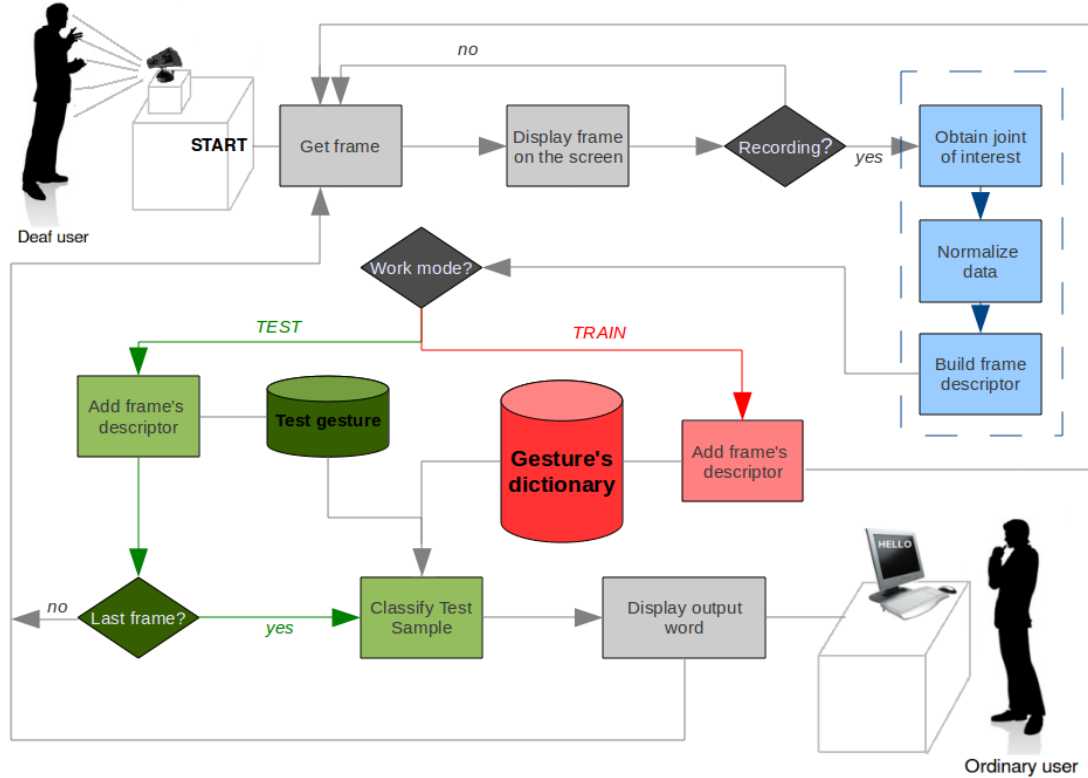 no
START
Get frame
Display frame
on the screen
Recording?
yes
Obtain joint
of interest
Deaf user
Work mode?
Normalize
data
TEST
TRAIN
Build frame
descriptor
Add frame's
descriptor
Test gesture
Gesture's
dictionary
Add frame's
descriptor
HELLO
no
Last frame?
yes
Classify Test
Sample
Display output
word
Ordinary user